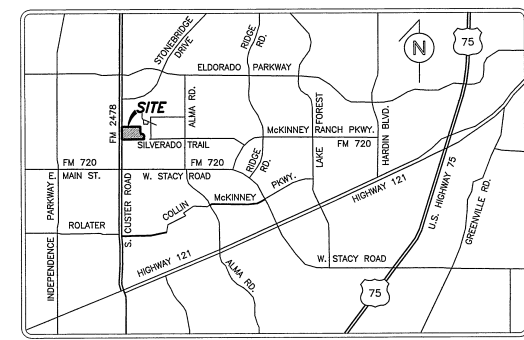 STONEBRIDGE
DRIVE
RIDGE
RD.
75
N
ELDORADO PARKWAY
FM 2478
SITE
ALMA RD.
LAKE FOREST
HARDIN BLVD.
McKINNEY RANCH PKWY.
SILVERADO TRAIL
FM 720
FM 720
FM 720
MAIN ST.
W. STACY ROAD
RIDGE
RD.
PKWY.
McKINNEY
COLLIN
HIGHWAY 121
U.S. HIGHWAY 75
GREENVILLE RD.
INDEPENDENCE PARKWAY E.
S. CUSTER ROAD
ROLATER
HIGHWAY 121
ALMA RD.
W. STACY ROAD
75